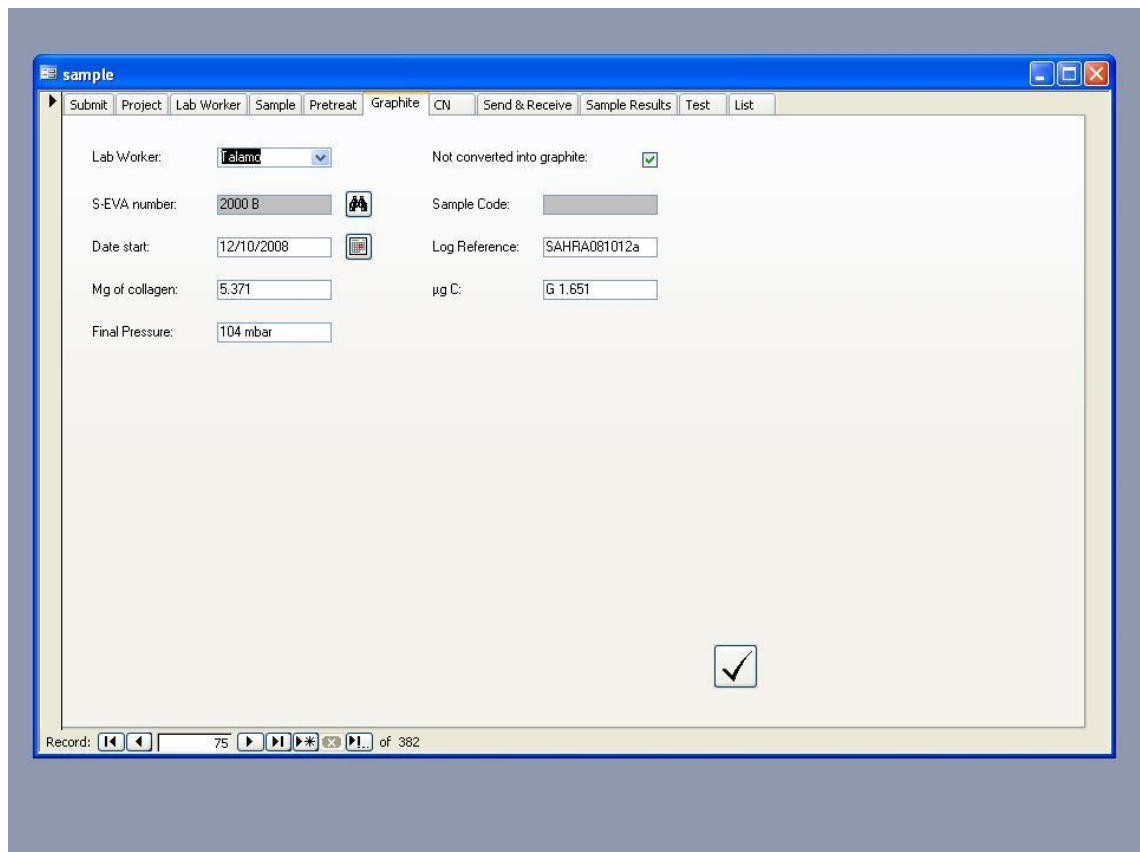 sample
Submit Project Lab Worker Sample Pretreat Graphite CN Send & Receive Sample Results Test List
Lab Worker: Talamo Not converted into graphite:
S-EVA number: 2000 B Sample Code:
Date start: 12/10/2008 Log Reference: SAHRA081012a
Mg of collagen: 5.371 µg C: G 1.651
Final Pressure: 104 mbar
Record: 75 of 382